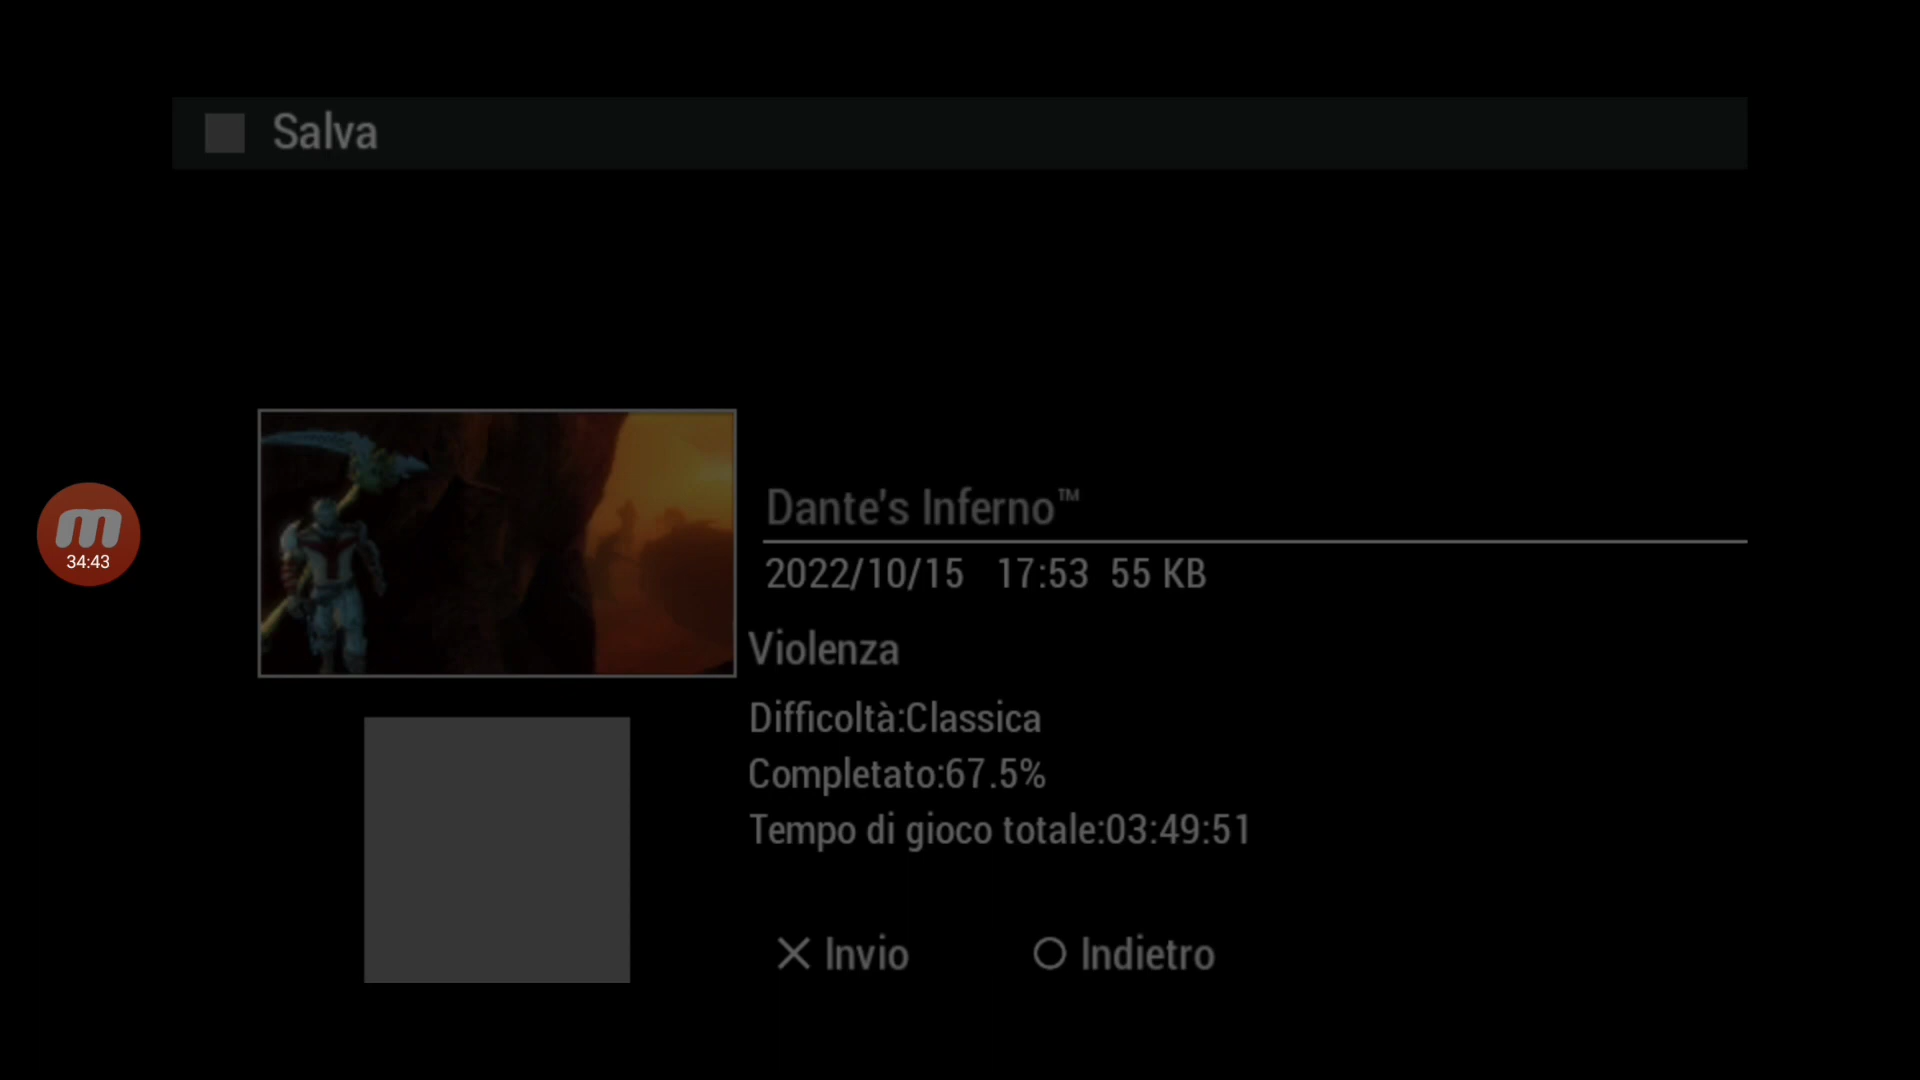 Salva
34:43
Dante's Inferno™
2022/10/15 17:53 55 KB
Violenza
Difficoltà:Classica
Completato:67.5%
Tempo di gioco totale:03:49:51
Invio Indietro